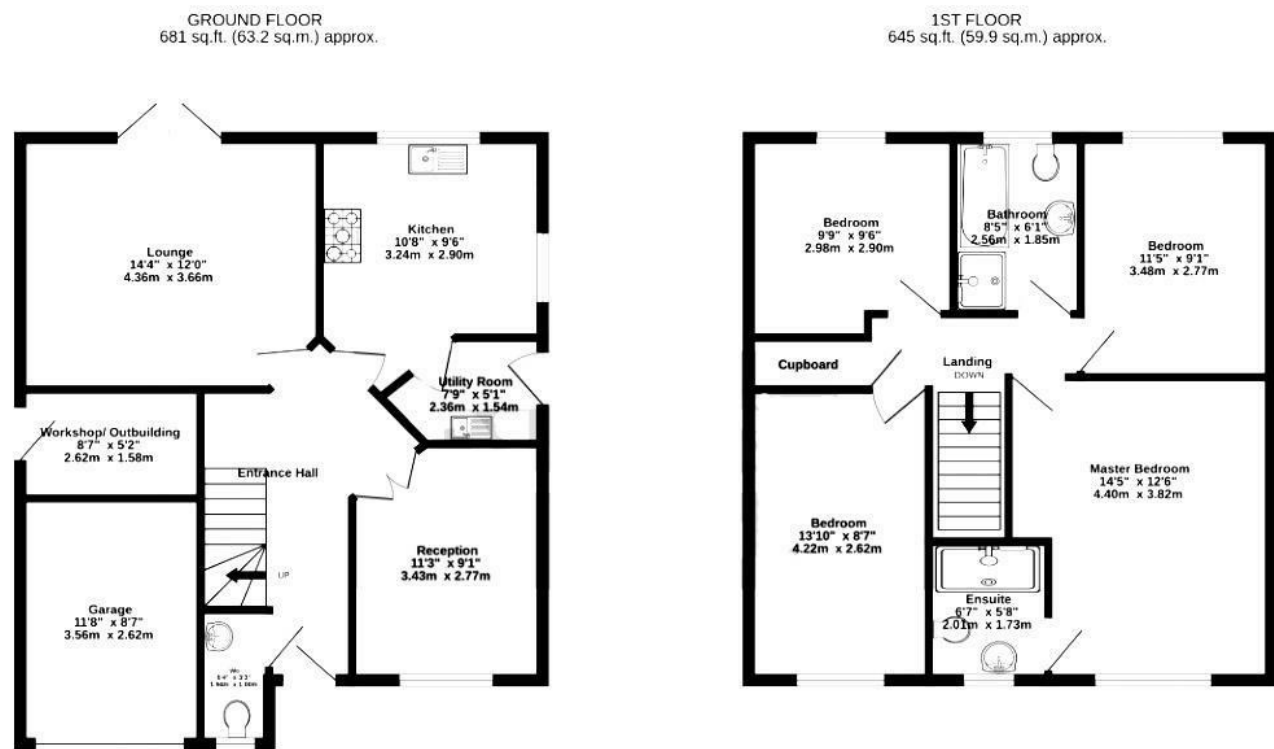 GROUND FLOOR
681 sq.ft. (63.2 sq.m.) approx.
1ST FLOOR
645 sq.ft. (59.9 sq.m.) approx.
Lounge
14'4" x 12'0"
4.36m x 3.66m
Kitchen
10'8" x 9'6"
3.24m x 2.90m
Utility Room
7'9" x 5'1"
2.36m x 1.54m
Workshop/ Outbuilding
8'7" x 5'2"
2.62m x 1.58m
Entrance Hall
UP
Reception
11'3" x 9'1"
3.43m x 2.77m
Garage
11'8" x 8'7"
3.56m x 2.62m
Bedroom
9'9" x 9'6"
2.98m x 2.90m
Bathroom
8'5" x 6'1"
2.56m x 1.85m
Bedroom
11'5" x 9'1"
3.48m x 2.77m
Cupboard
Landing
DOWN
Master Bedroom
14'5" x 12'6"
4.40m x 3.82m
Bedroom
13'10" x 8'7"
4.22m x 2.62m
Ensuite
6'7" x 5'8"
2.01m x 1.73m